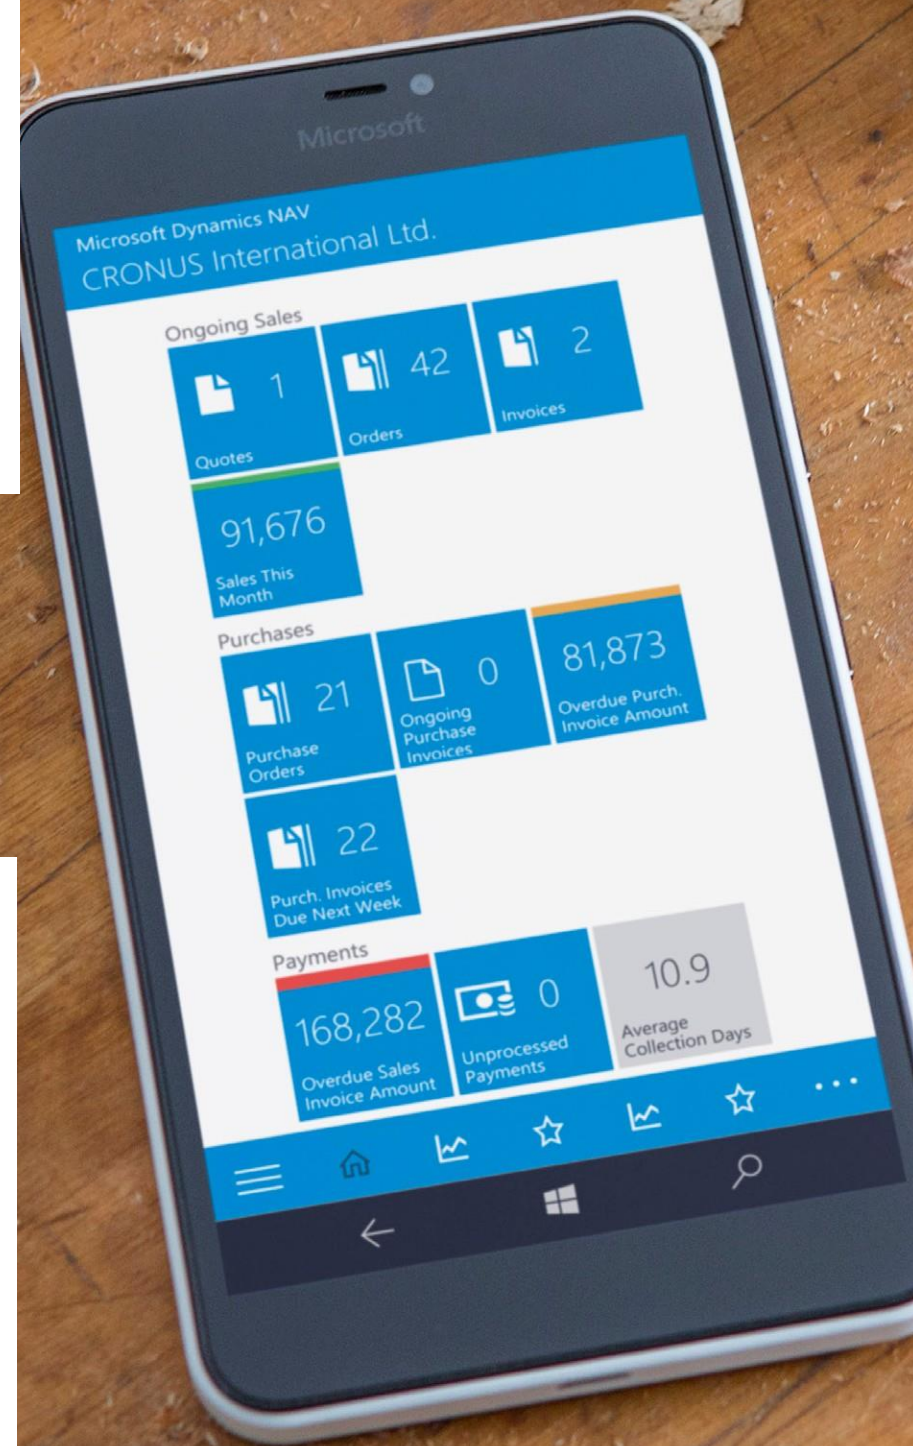 Microsoft
Microsoft Dynamics NAV
CRONUS International Ltd.
Ongoing Sales
1
Quotes
42
Orders
2
Invoices
91,676
Sales This
Month
Purchases
21
Purchase
Orders
0
Ongoing
Purchase
Invoices
81,873
Overdue Purch.
Invoice Amount
22
Purch. Invoices
Due Next Week
Payments
168,282
Overdue Sales
Invoice Amount
0
Unprocessed
Payments
10.9
Average
Collection Days